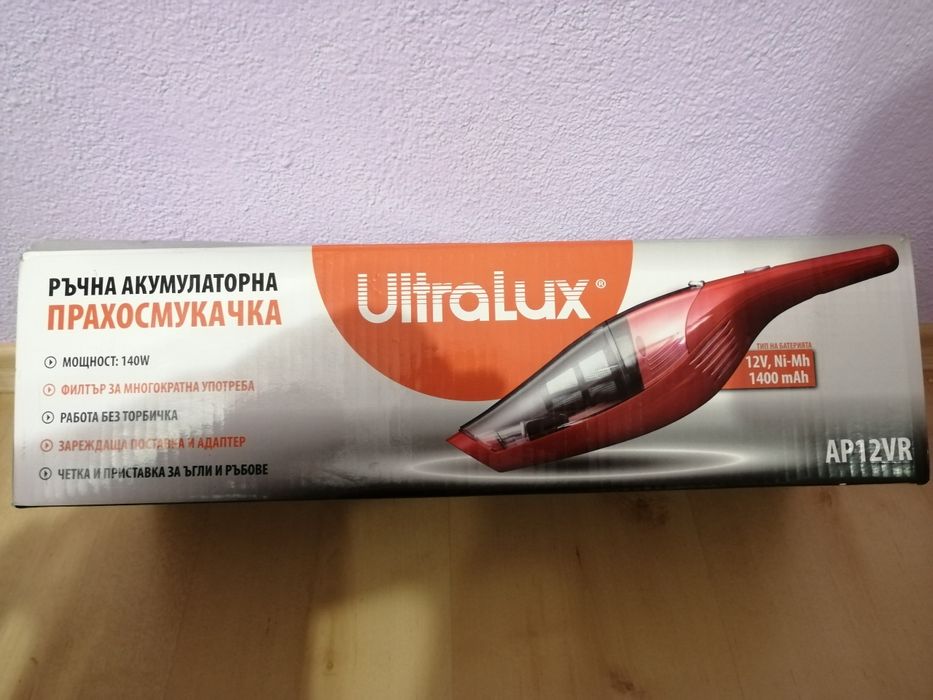 РЪЧНА АКУМУЛАТОРНА
ПРАХОСМУКАЧКА
МОЩНОСТ: 140W
ФИЛТЪР ЗА МНОГОКРАТНА УПОТРЕБА
РАБОТА БЕЗ ТОРБИЧКА
ЗАРЕЖДАЩА ПОСТАВКА И АДАПТЕР
ЧЕТКА И ПРИСТАВКА ЗА ЪГЛИ И РЪБОВЕ
UltraLux®
ТИП НА БАТЕРИЯТА
12V, Ni-Mh
1400 mAh
AP12VR